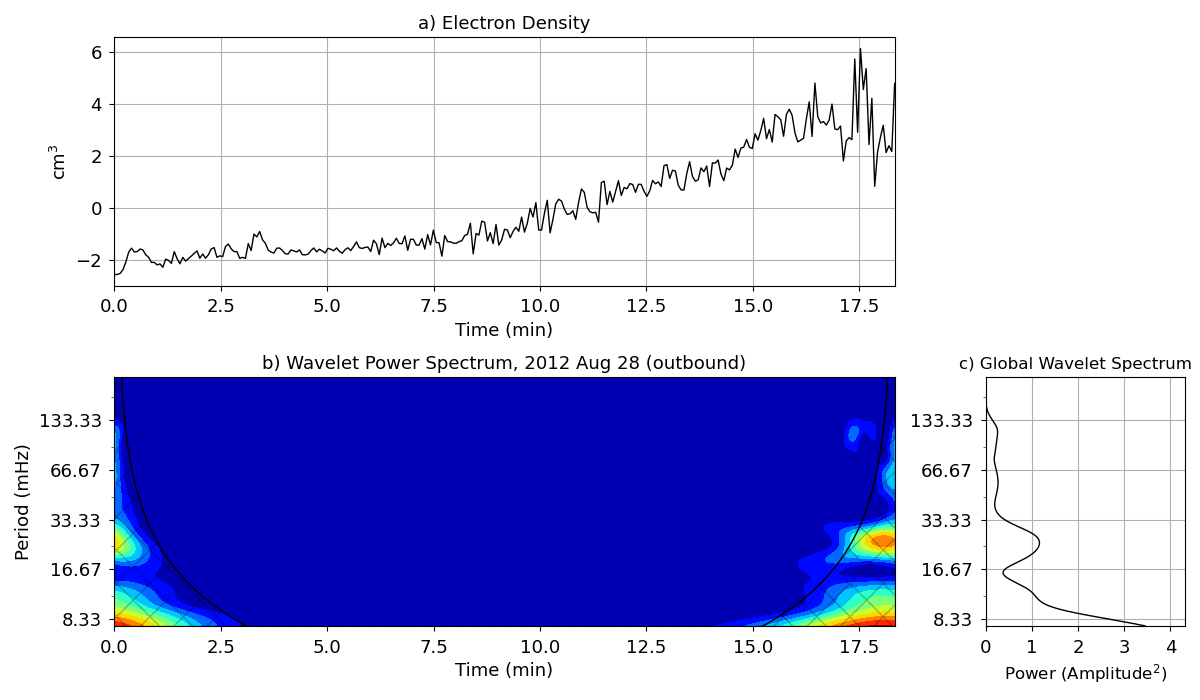 a) Electron Density
6
4
2
0
−2
cm³
0.0 2.5 5.0 7.5 10.0 12.5 15.0 17.5
Time (min)
b) Wavelet Power Spectrum, 2012 Aug 28 (outbound)
c) Global Wavelet Spectrum
133.33 133.33
66.67 66.67
33.33 33.33
16.67 16.67
8.33 8.33
Period (mHz)
0.0 2.5 5.0 7.5 10.0 12.5 15.0 17.5
0 1 2 3 4
Time (min)
Power (Amplitude²)